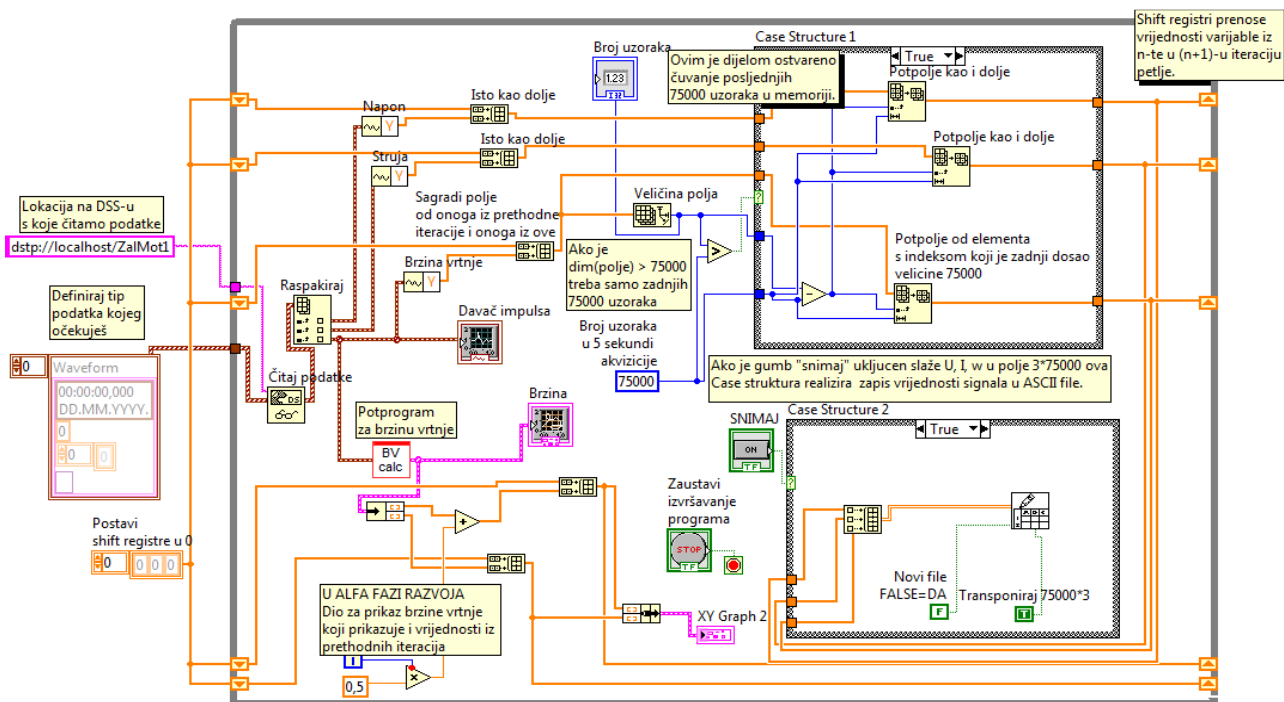 Shift registri prenose
vrijednosti varijable iz
n-te u (n+1)-u iteraciju
petlje.
Case Structure 1
True
Broj uzoraka
1.23
I32
Ovim je dijelom ostvareno
čuvanje posljednjih
75000 uzoraka u memoriji.
Potpolje kao i dolje
Isto kao dolje
Napon
Potpolje kao i dolje
Isto kao dolje
Struja
Sagradi polje
od onoga iz prethodne
iteracije i onoga iz ove
Veličina polja
Lokacija na DSS-u
s koje čitamo podatke
dstp://localhost/ZalMot1
Ako je
dim(polje) > 75000
treba samo zadnjih
75000 uzoraka
Potpolje od elementa
s indeksom koji je zadnji dosao
velicine 75000
Brzina vrtnje
Raspakiraj
Definiraj tip
podatka kojeg
očekuješ
Davač impulsa
Broj uzoraka
u 5 sekundi
akvizicije
75000
0
Waveform
00:00:00,000
DD.MM.YYYY.
0
0
0
Čitaj podatke
DS
Ako je gumb "snimaj" ukljucen slaže U, I, w u polje 3*75000 ova
Case struktura realizira zapis vrijednosti signala u ASCII file.
Brzina
Potprogram
za brzinu vrtnje
BV
calc
Case Structure 2
True
SNIMAJ
ON
TF
Zaustavi
izvršavanje
programa
STOP
TF
Postavi
shift registre u 0
0
0 0 0
Novi file
FALSE=DA
F
Transponiraj 75000*3
T
U ALFA FAZI RAZVOJA
Dio za prikaz brzine vrtnje
koji prikazuje i vrijednosti iz
prethodnih iteracija
XY Graph 2
i
0,5